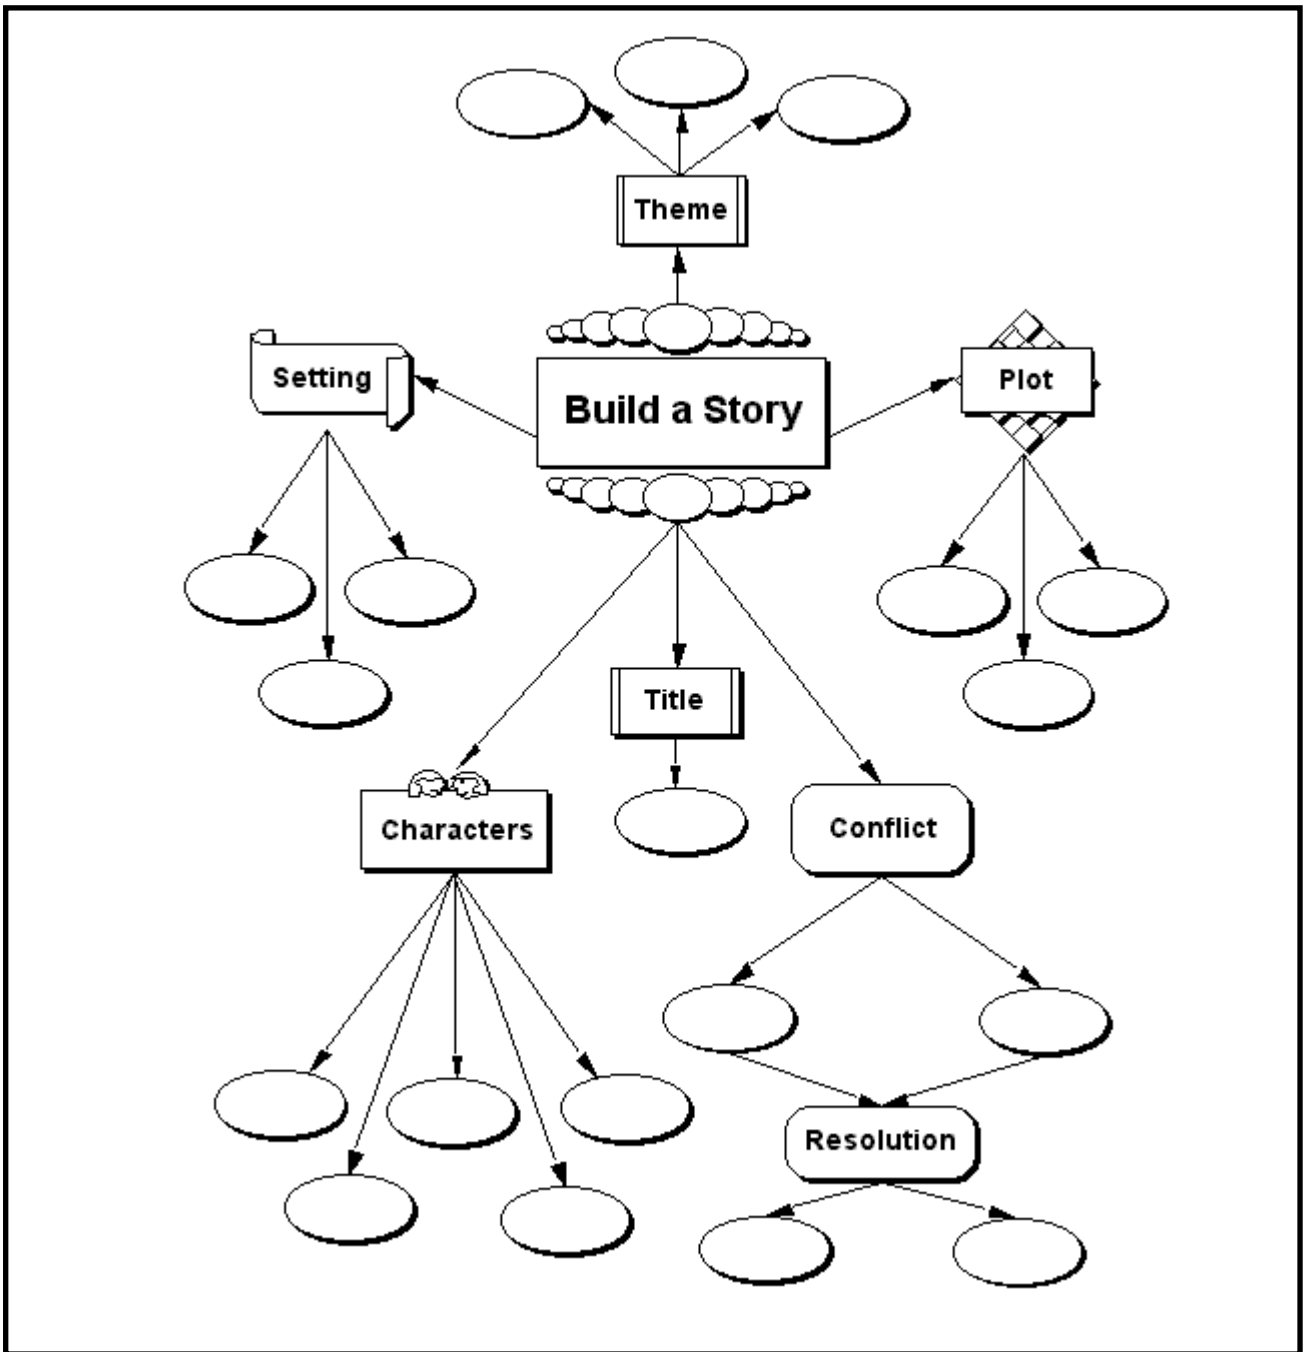 Theme
Setting
Build a Story
Plot
Title
Characters
Conflict
Resolution